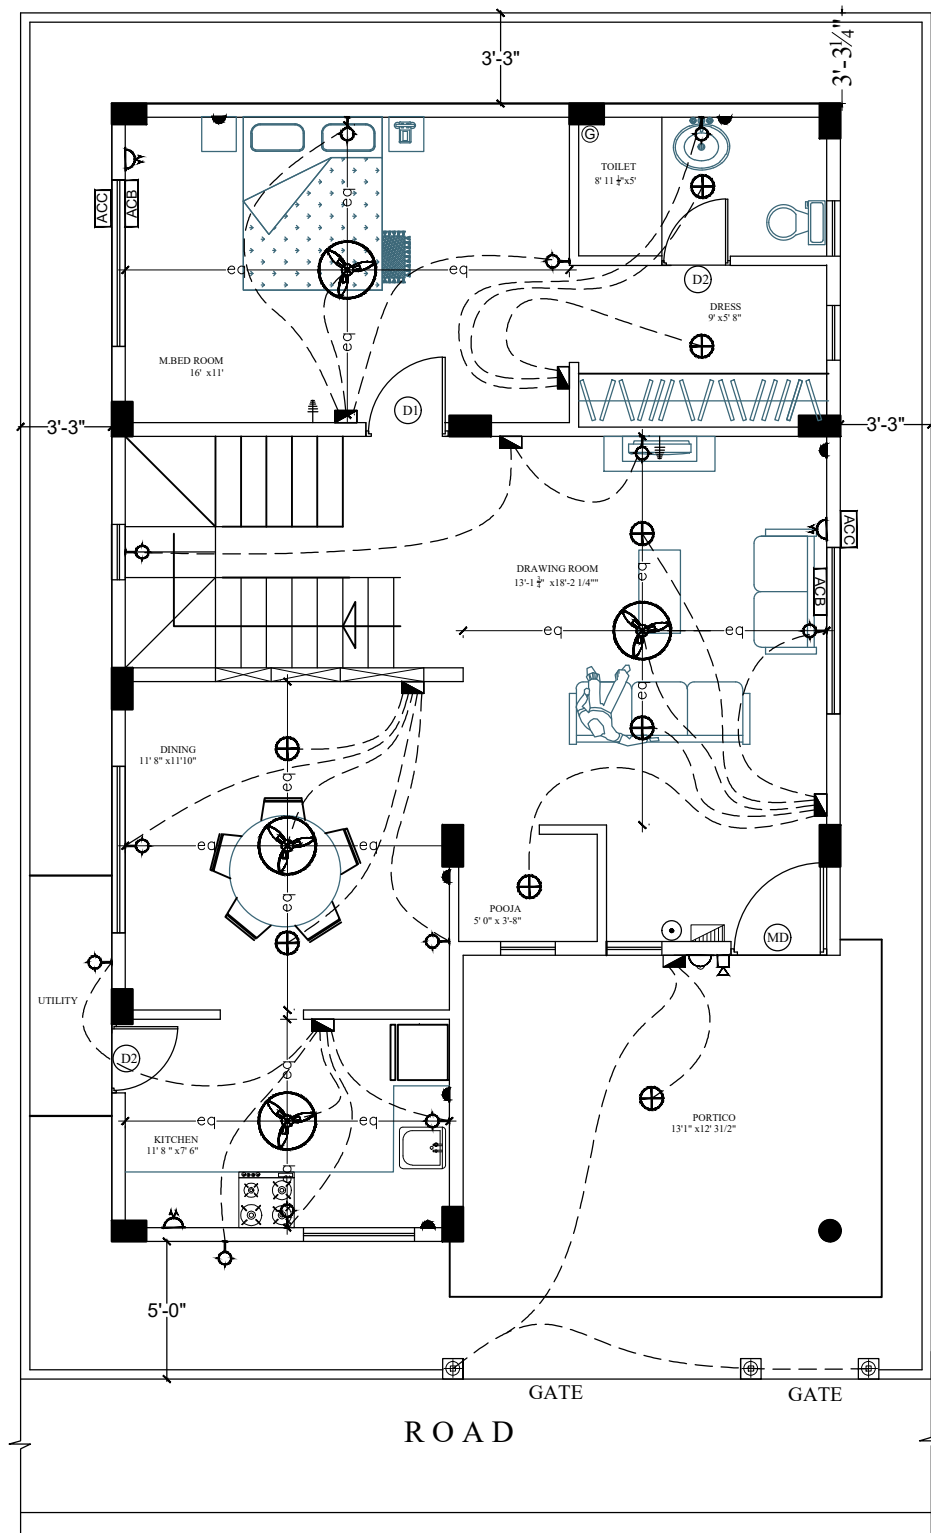 3'-3"
3'-3¼"
G
TOILET
8' 11 ½"x5'
ACC
ACB
eq
eq
eq
D2
DRESS
9' x5' 8"
eq
M.BED ROOM
16' x11'
D1
3'-3"
3'-3"
ACC
DRAWING ROOM
13'-1 ¾" x18'-2 1/4""
eq
ACB
eq
eq
eq
DINING
11' 8" x11'10"
eq
eq
eq
eq
POOJA
5' 0" x 3'-8"
MD
UTILITY
D2
eq
eq
eq
KITCHEN
11' 8 " x7' 6"
eq
PORTICO
13'1" x12' 31/2"
5'-0"
GATE
GATE
ROAD